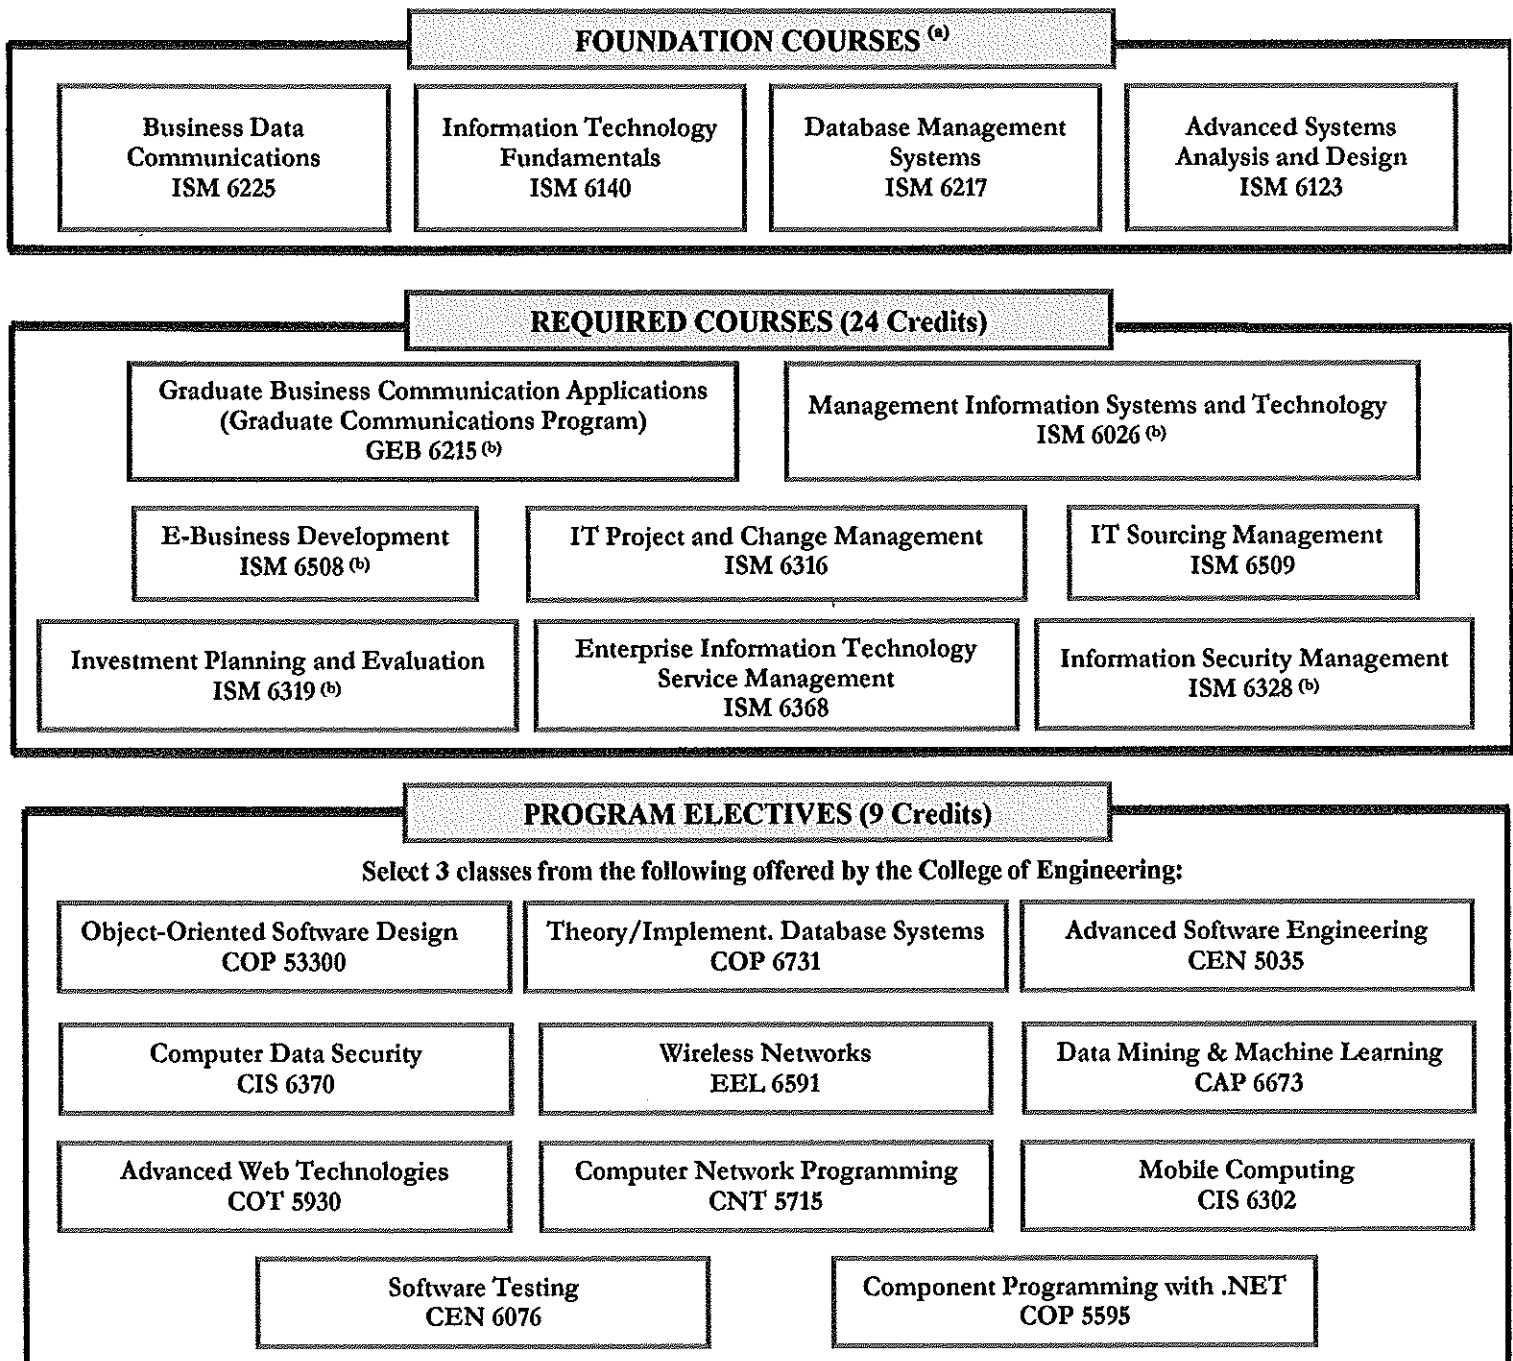 FOUNDATION COURSES (a)
Business Data
Communications
ISM 6225
Information Technology
Fundamentals
ISM 6140
Database Management
Systems
ISM 6217
Advanced Systems
Analysis and Design
ISM 6123
REQUIRED COURSES (24 Credits)
Graduate Business Communication Applications
(Graduate Communications Program)
GEB 6215 (b)
Management Information Systems and Technology
ISM 6026 (b)
E-Business Development
ISM 6508 (b)
IT Project and Change Management
ISM 6316
IT Sourcing Management
ISM 6509
Investment Planning and Evaluation
ISM 6319 (b)
Enterprise Information Technology
Service Management
ISM 6368
Information Security Management
ISM 6328 (b)
PROGRAM ELECTIVES (9 Credits)
Select 3 classes from the following offered by the College of Engineering:
Object-Oriented Software Design
COP 53300
Theory/Implement. Database Systems
COP 6731
Advanced Software Engineering
CEN 5035
Computer Data Security
CIS 6370
Wireless Networks
EEL 6591
Data Mining & Machine Learning
CAP 6673
Advanced Web Technologies
COT 5930
Computer Network Programming
CNT 5715
Mobile Computing
CIS 6302
Software Testing
CEN 6076
Component Programming with .NET
COP 5595